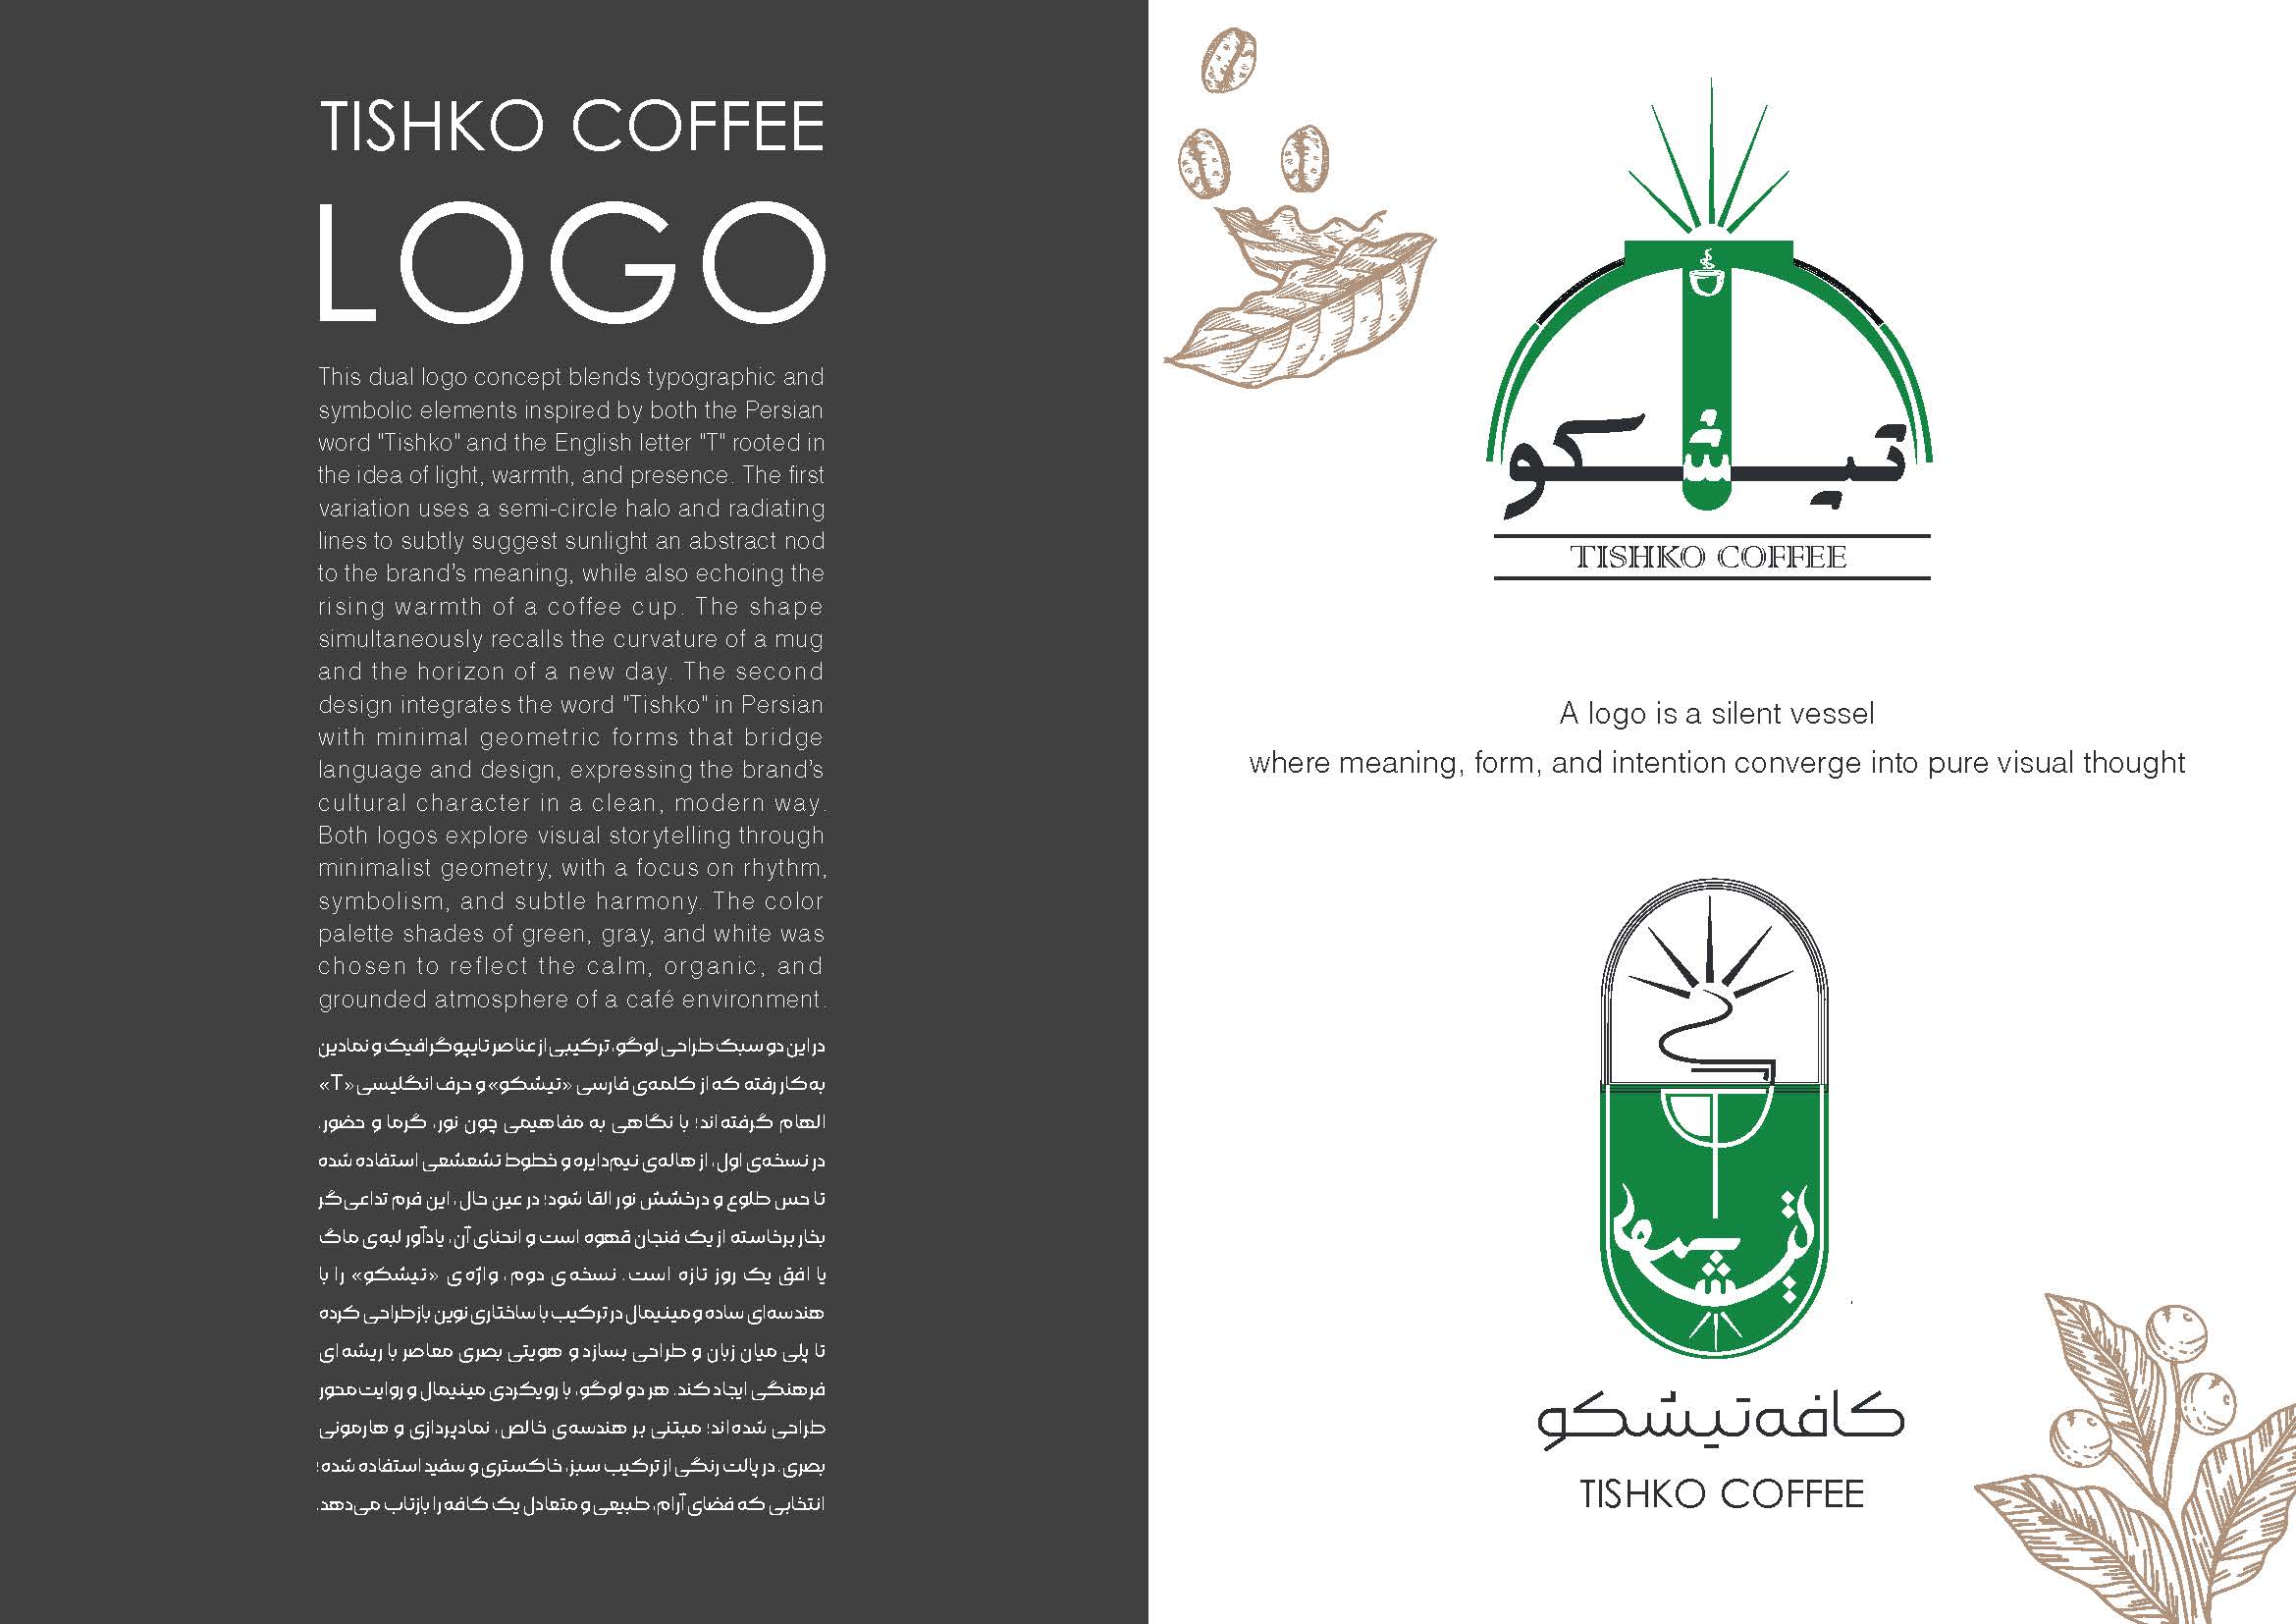 TISHKO COFFEE
LOGO
This dual logo concept blends typographic and
symbolic elements inspired by both the Persian
word "Tishko" and the English letter "T" rooted in
the idea of light, warmth, and presence. The first
variation uses a semi-circle halo and radiating
lines to subtly suggest sunlight an abstract nod
to the brand’s meaning, while also echoing the
rising warmth of a coffee cup. The shape
simultaneously recalls the curvature of a mug
and the horizon of a new day. The second
design integrates the word "Tishko" in Persian
with minimal geometric forms that bridge
language and design, expressing the brand’s
cultural character in a clean, modern way.
Both logos explore visual storytelling through
minimalist geometry, with a focus on rhythm,
symbolism, and subtle harmony. The color
palette shades of green, gray, and white was
chosen to reflect the calm, organic, and
grounded atmosphere of a café environment.
در این دو سبک طراحی لوگو، ترکیبی از عناصر تایپوگرافیک و نمادین
به‌کار رفته که از کلمه‌ی فارسی «تیشکو» و حرف انگلیسی «T»
الهام گرفته‌اند؛ با نگاهی به مفاهیمی چون نور، گرما و حضور.
در نسخه‌ی اول، از هاله‌ی نیم‌دایره و خطوط تشعشعی استفاده شده
تا حس طلوع و درخشش نور القا شود؛ در عین حال، این فرم تداعی‌گر
بخار برخاسته از یک فنجان قهوه است و انحنای آن، یادآور لبه‌ی ماگ
یا افق یک روز تازه است. نسخه‌ی دوم، واژه‌ی «تیشکو» را با
هندسه‌ای ساده و مینیمال در ترکیب با ساختاری نوین بازطراحی کرده
تا پلی میان زبان و طراحی بسازد و هویتی بصری معاصر با ریشه‌ای
فرهنگی ایجاد کند. هر دو لوگو، با رویکردی مینیمال و روایت‌محور
طراحی شده‌اند؛ مبتنی بر هندسه‌ی خالص، نمادپردازی و هارمونی
بصری. در پالت رنگی از ترکیب سبز، خاکستری و سفید استفاده شده؛
انتخابی که فضای آرام، طبیعی و متعادل یک کافه را بازتاب می‌دهد.
تیشکو
TISHKO COFFEE
A logo is a silent vessel
where meaning, form, and intention converge into pure visual thought
تیشکو
کافه تیشکو
TISHKO COFFEE